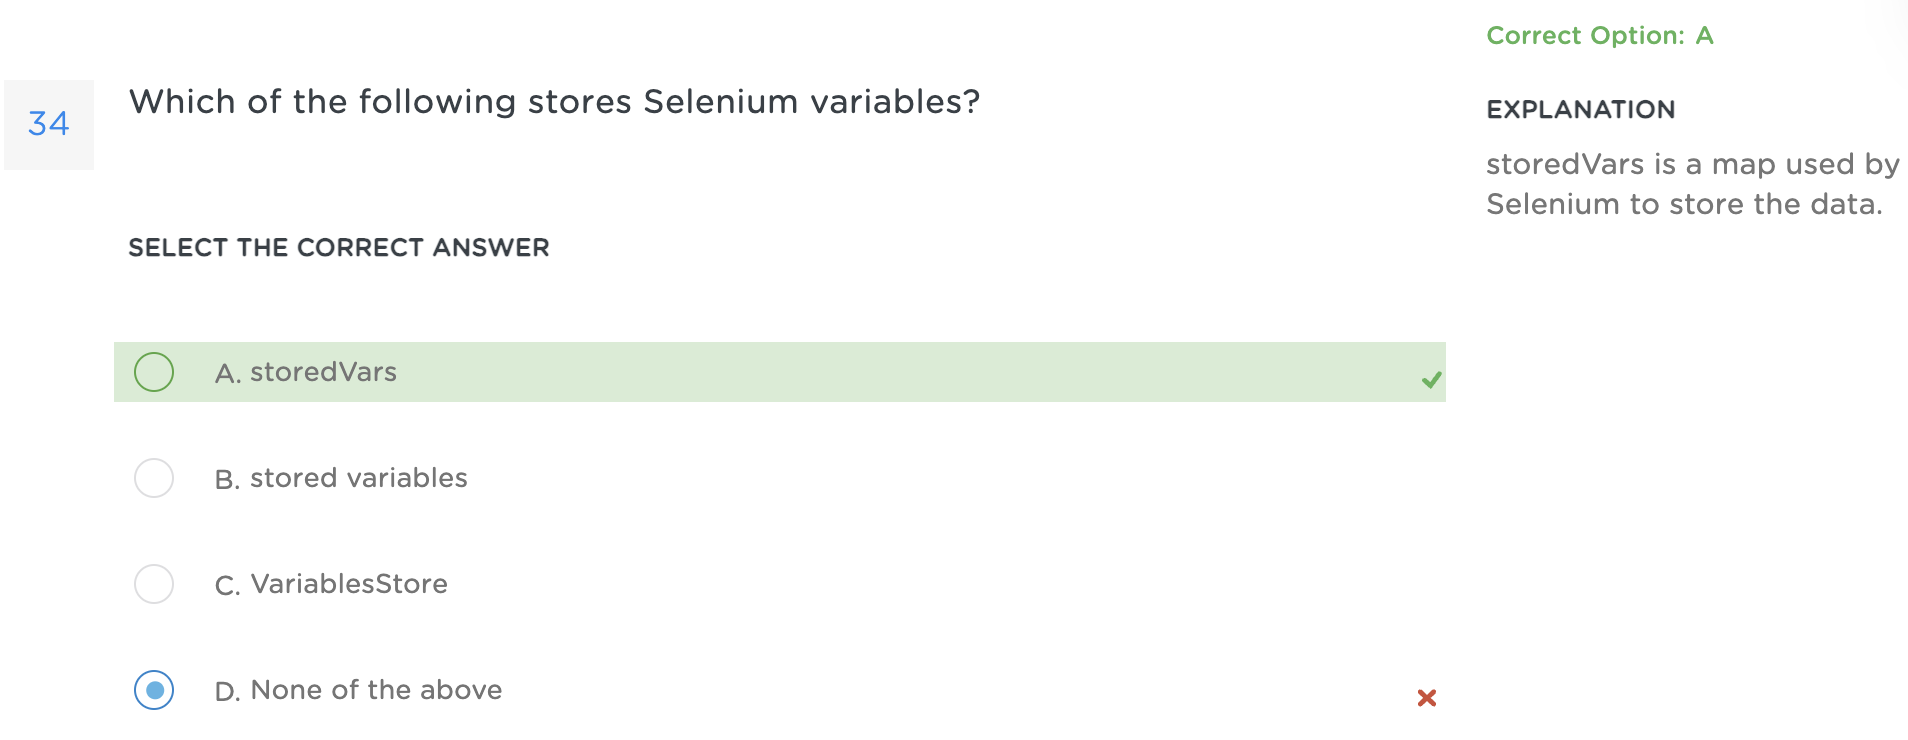 34
Which of the following stores Selenium variables?
SELECT THE CORRECT ANSWER
A. storedVars
B. stored variables
C. VariablesStore
D. None of the above
Correct Option: A
EXPLANATION
storedVars is a map used by
Selenium to store the data.